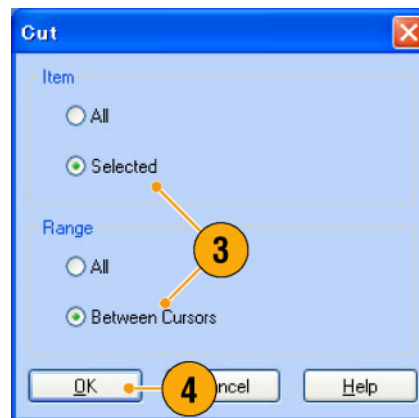 Cut
Item
All
Selected
Range
All
Between Cursors
3
OK
4
ncel
Help